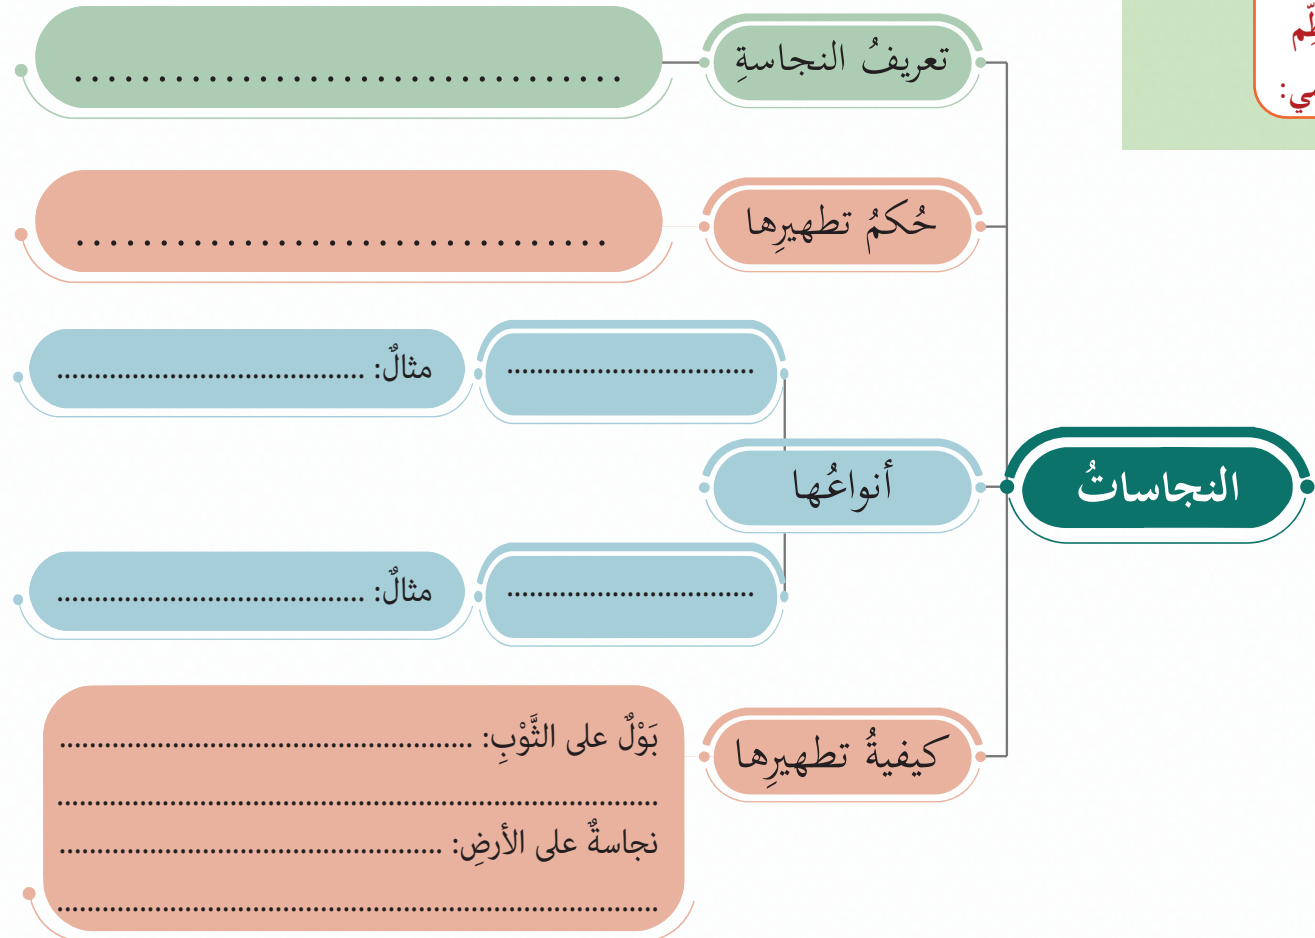 تعريفُ النجاسةِ ................................
حُكمُ تطهيرِها ................................
النجاساتُ
أنواعُها
................................ مثالٌ: ........................................
................................ مثالٌ: ........................................
كيفيةُ تطهيرِها
بَوْلٌ على الثَّوْبِ: ......................................................
................................................................................
نجاسةٌ على الأرضِ: ..................................................
................................................................................